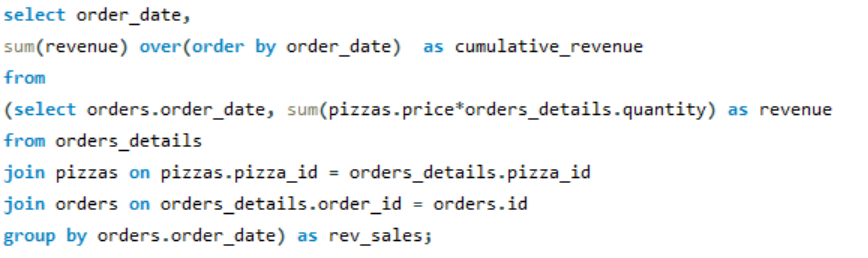 select order_date,
sum(revenue) over(order by order_date)  as cumulative_revenue
from
(select orders.order_date, sum(pizzas.price*orders_details.quantity) as revenue
from orders_details
join pizzas on pizzas.pizza_id = orders_details.pizza_id
join orders on orders_details.order_id = orders.id
group by orders.order_date) as rev_sales;